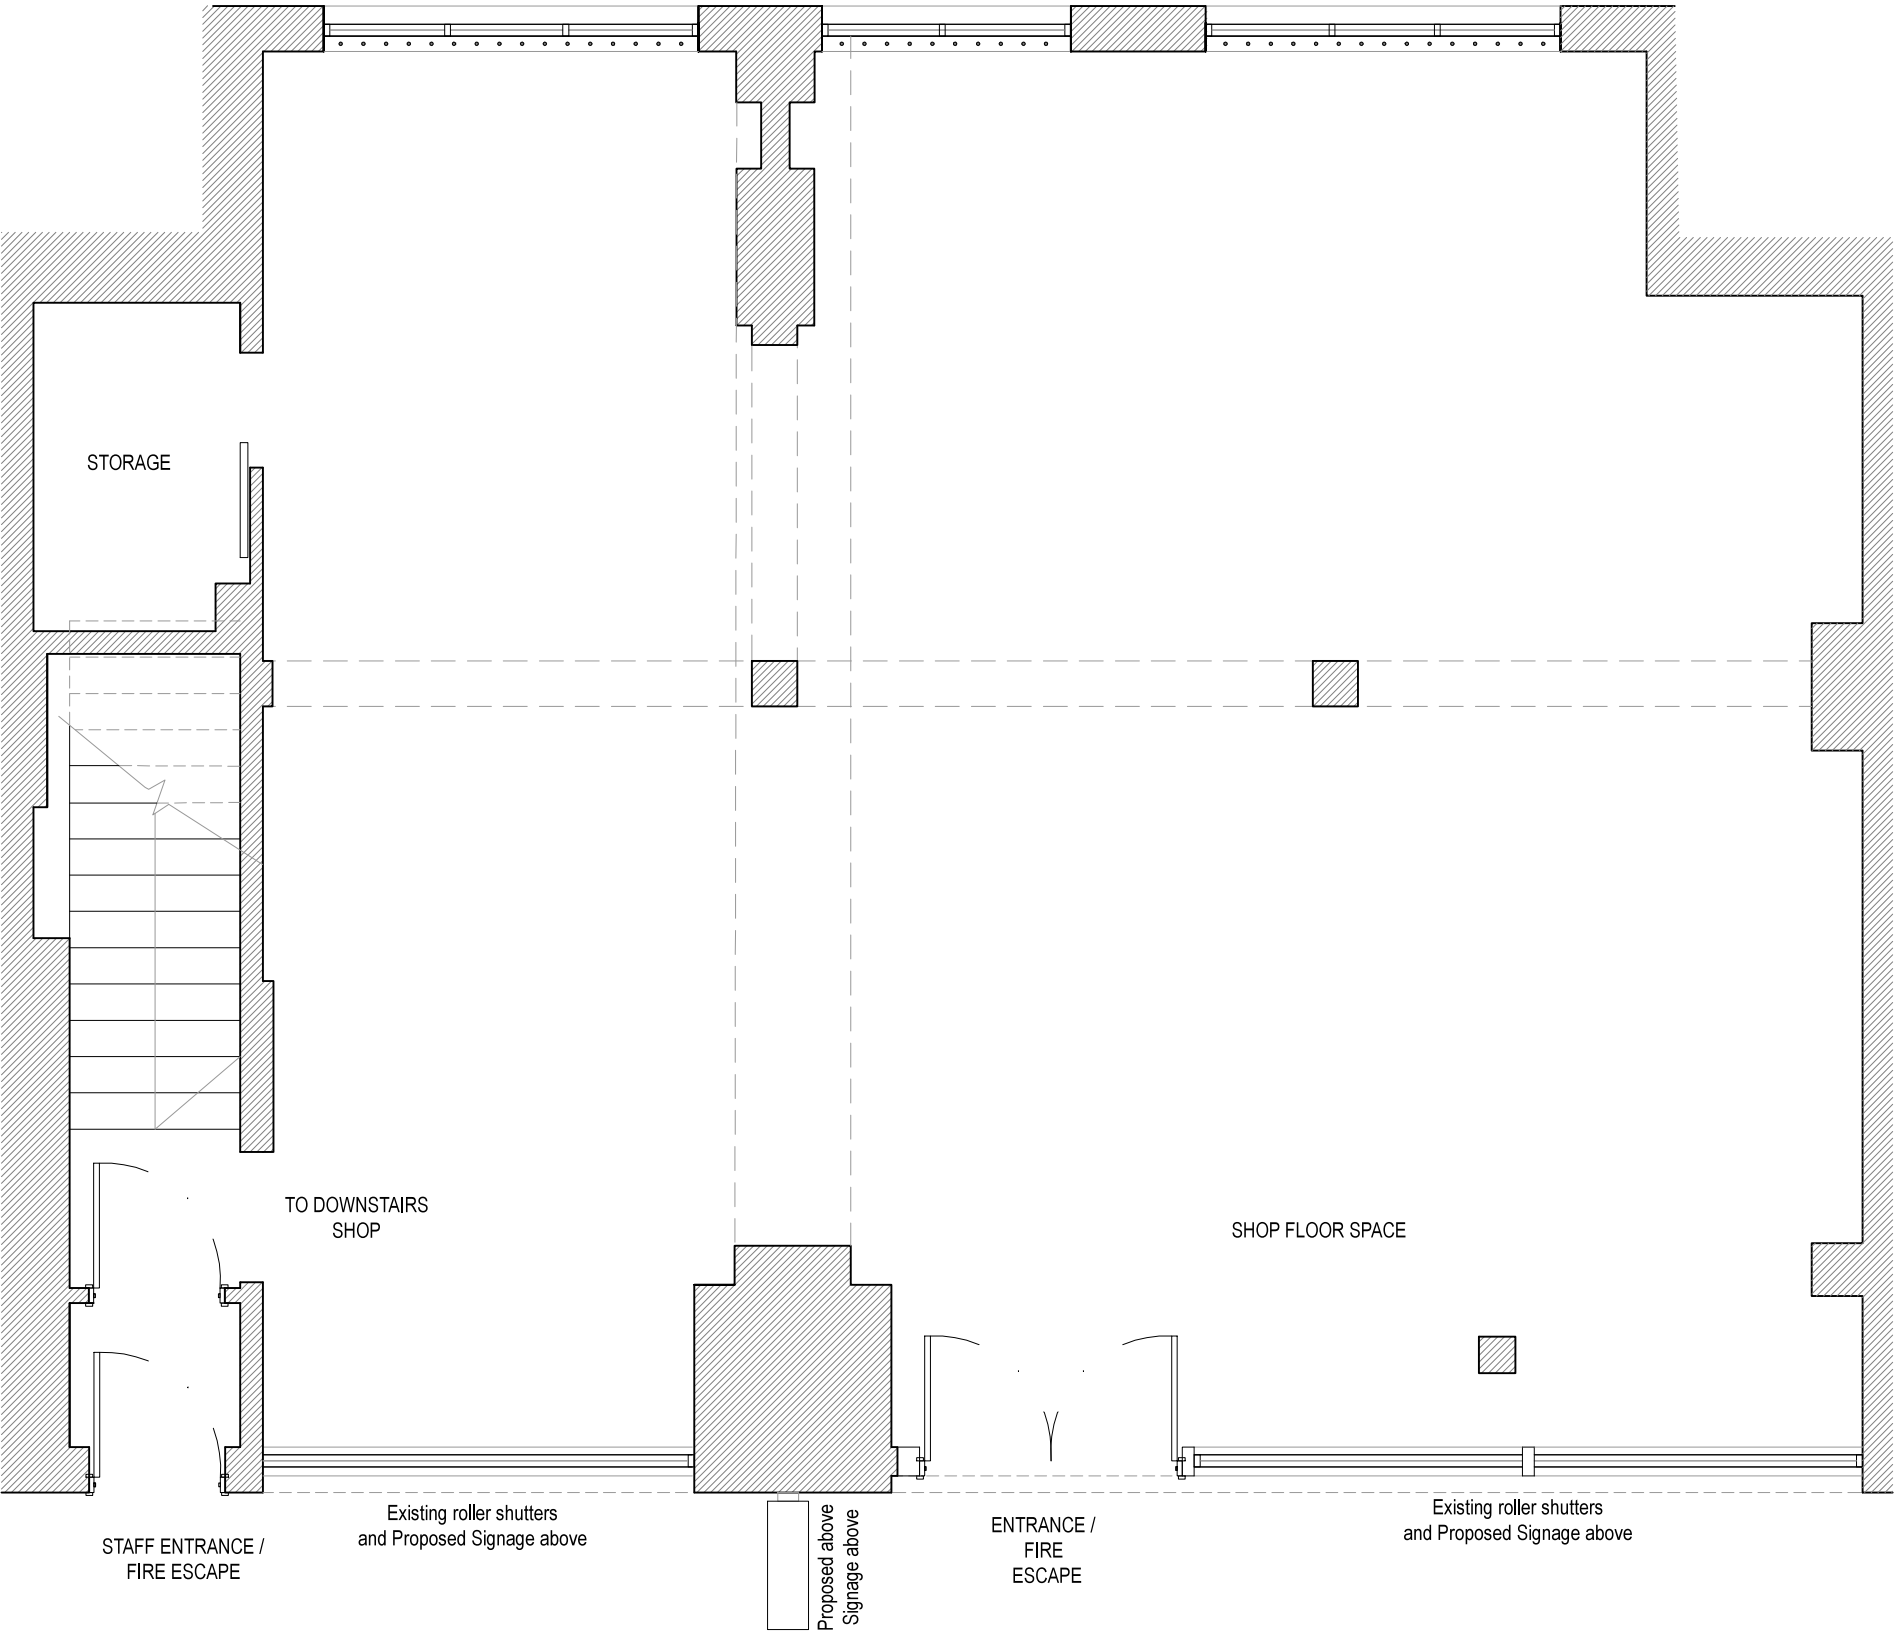 STORAGE
TO DOWNSTAIRS
SHOP
SHOP FLOOR SPACE
Existing roller shutters
and Proposed Signage above
STAFF ENTRANCE /
FIRE ESCAPE
Proposed above
Signage above
ENTRANCE /
FIRE
ESCAPE
Existing roller shutters
and Proposed Signage above